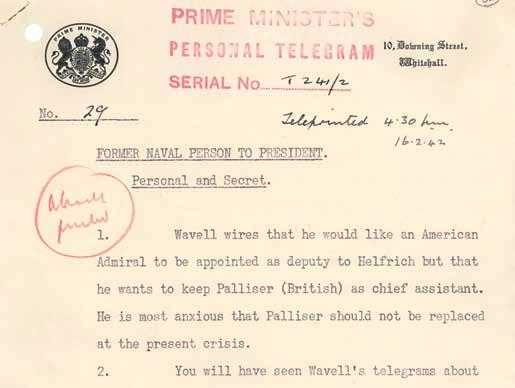 PRIME MINISTER
PRIME MINISTER'S
PERSONAL TELEGRAM
SERIAL No. T 241/2
10, Downing Street,
Whitehall.
No. 29
Teleprinted 4.30 hrs.
16.2.42
FORMER NAVAL PERSON TO PRESIDENT.
Personal and Secret.
1. Wavell wires that he would like an American
Admiral to be appointed as deputy to Helfrich but that
he wants to keep Palliser (British) as chief assistant.
He is most anxious that Palliser should not be replaced
at the present crisis.
2. You will have seen Wavell's telegrams about